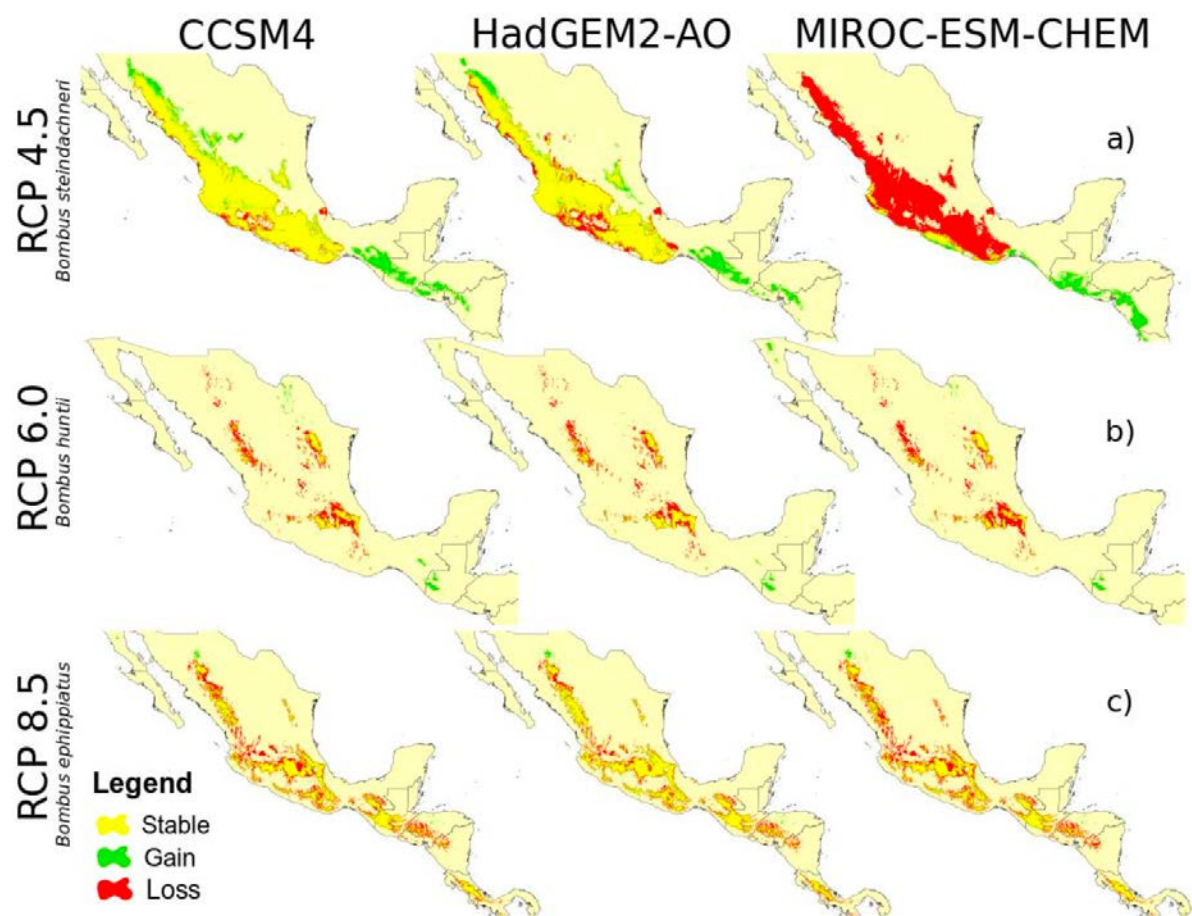 CCSM4
HadGEM2-AO
MIROC-ESM-CHEM
RCP 4.5
Bombus steindachneri
a)
RCP 6.0
Bombus huntii
b)
RCP 8.5
Bombus ephippiatus
c)
Legend
Stable
Gain
Loss